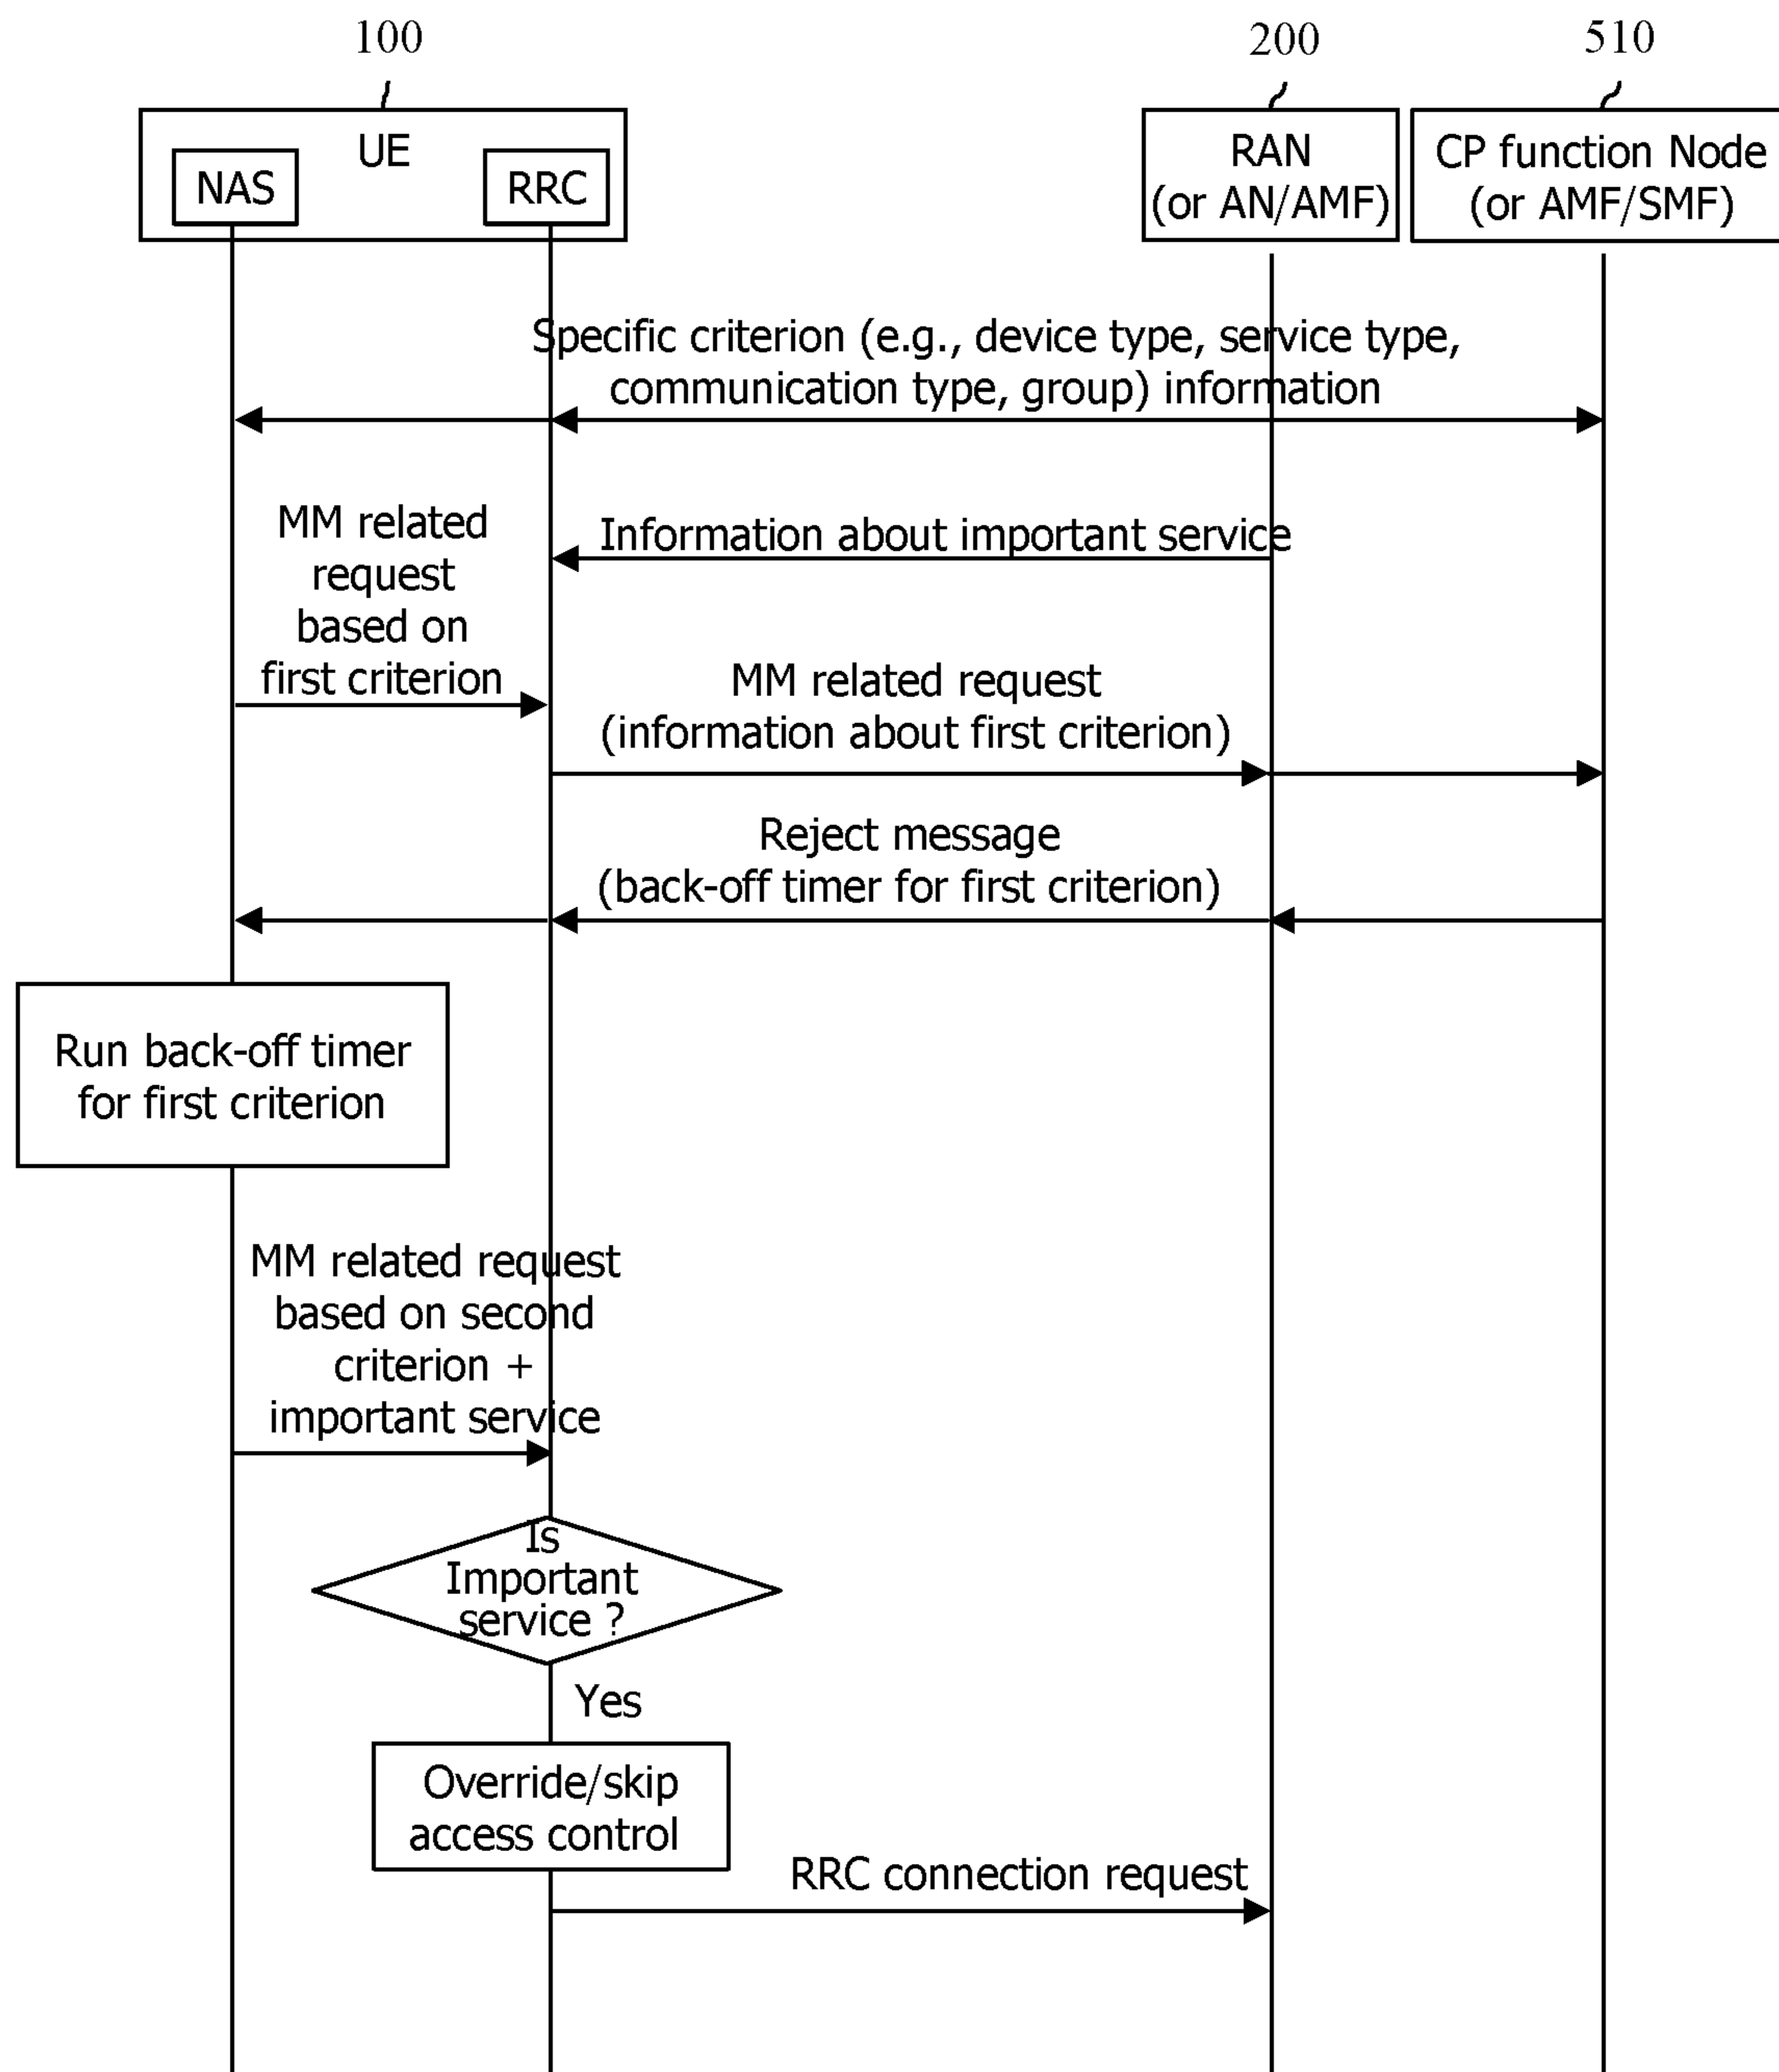 100
200
510
UE
NAS
RRC
RAN
(or AN/AMF)
CP function Node
(or AMF/SMF)
Specific criterion (e.g., device type, service type,
communication type, group) information
MM related
request
based on
first criterion
Information about important service
MM related request
(information about first criterion)
Reject message
(back-off timer for first criterion)
Run back-off timer
for first criterion
MM related request
based on second
criterion +
important service
Is
Important
service ?
Yes
Override/skip
access control
RRC connection request